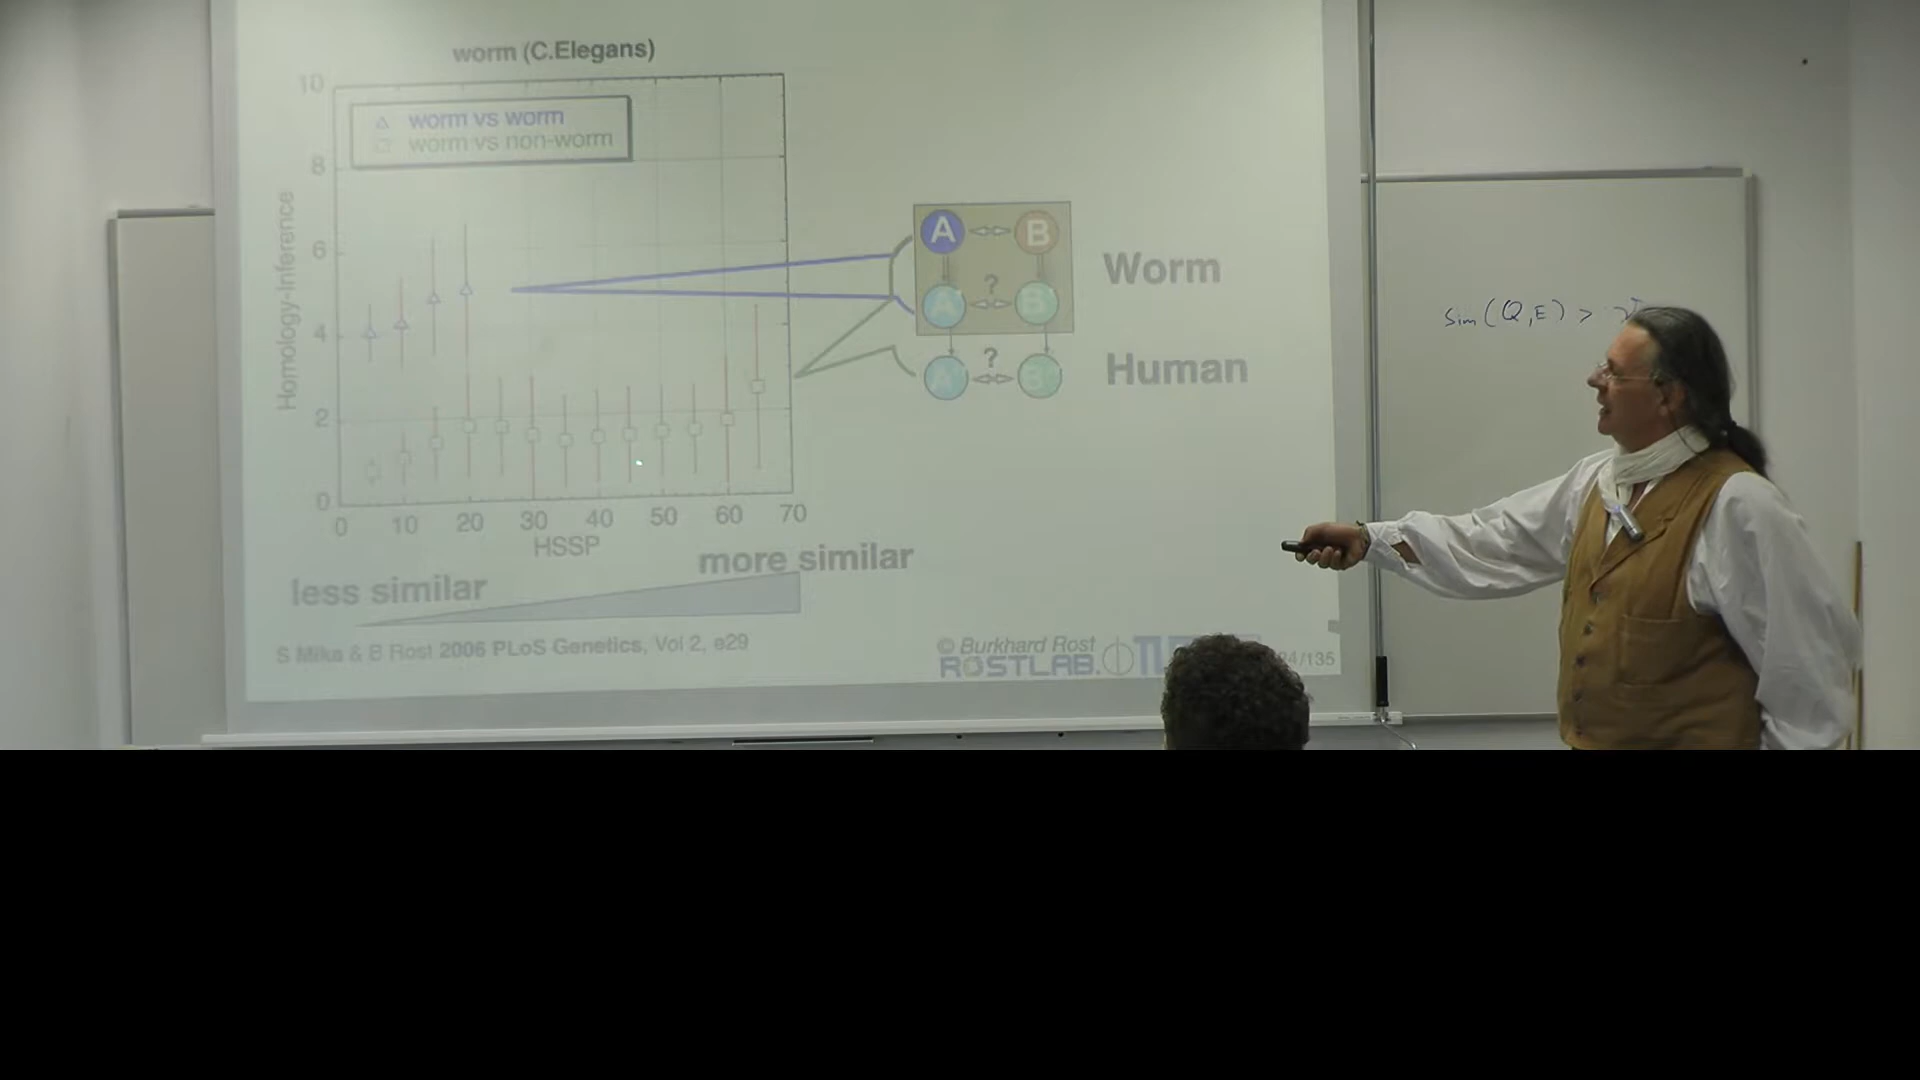 worm (C.Elegans)
10
8
6
4
2
0
Homology-Inference
worm vs worm
worm vs non-worm
0 10 20 30 40 50 60 70
HSSP
less similar
more similar
A B
?
A B
?
A B
Worm
Human
S Mika & B Rost 2006 PLoS Genetics, Vol 2, e29
© Burkhard Rost
ROSTLAB.
/135
Sim(Q,E) >